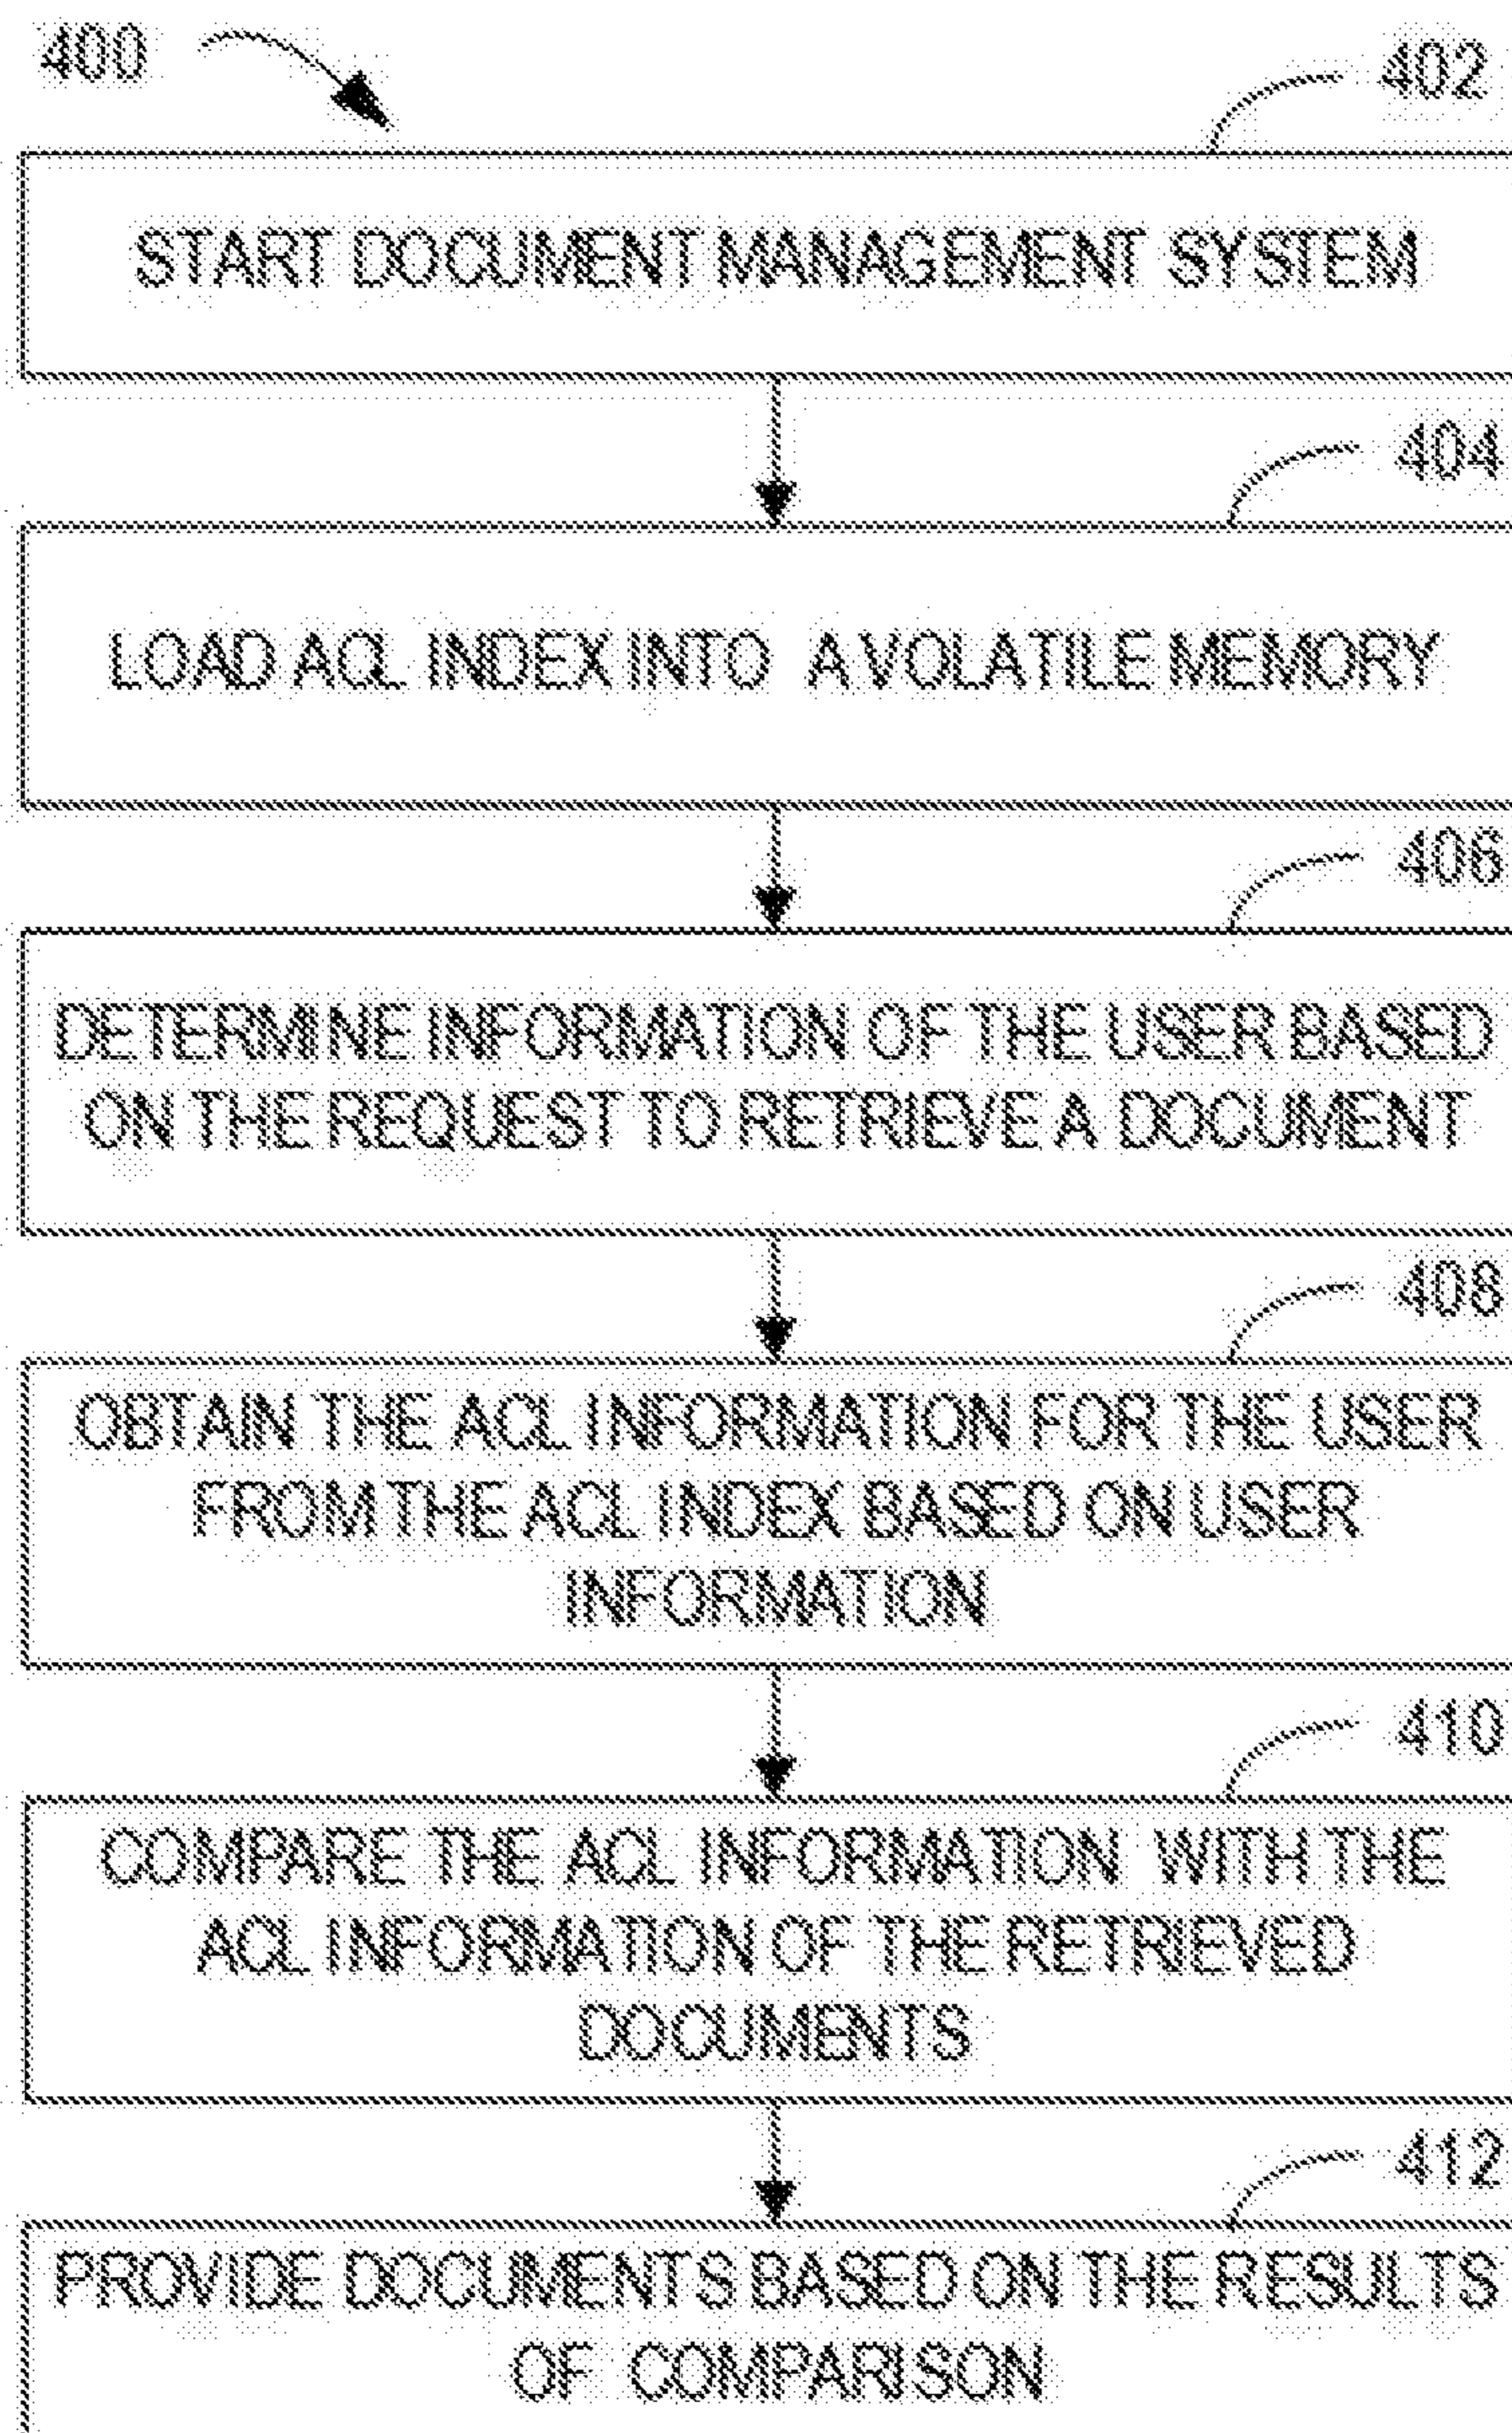 400
402
START DOCUMENT MANAGEMENT SYSTEM
404
LOAD ACL INDEX INTO A VOLATILE MEMORY
406
DETERMINE INFORMATION OF THE USER BASED
ON THE REQUEST TO RETRIEVE A DOCUMENT
408
OBTAIN THE ACL INFORMATION FOR THE USER
FROM THE ACL INDEX BASED ON USER
INFORMATION
410
COMPARE THE ACL INFORMATION WITH THE
ACL INFORMATION OF THE RETRIEVED
DOCUMENTS
412
PROVIDE DOCUMENTS BASED ON THE RESULTS
OF COMPARISON